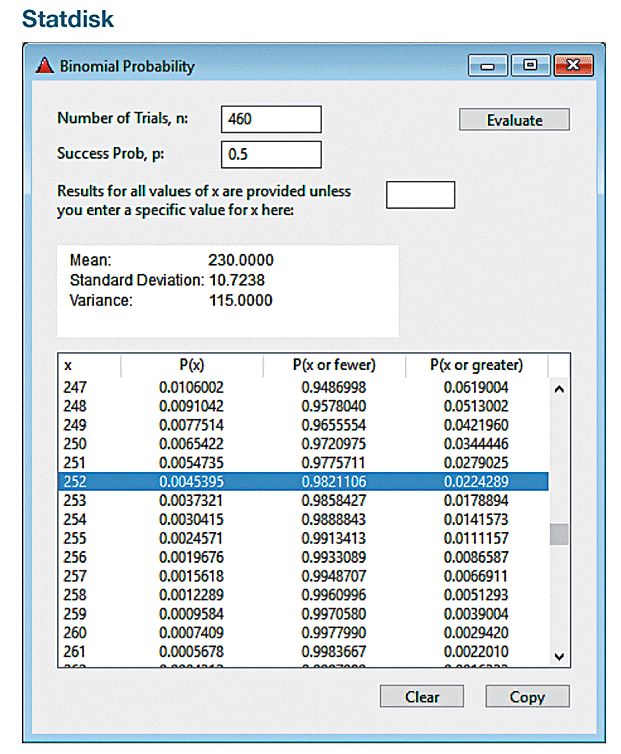 Statdisk
Binomial Probability
Number of Trials, n: 460 Evaluate
Success Prob, p: 0.5
Results for all values of x are provided unless
you enter a specific value for x here:
Mean: 230.0000
Standard Deviation: 10.7238
Variance: 115.0000
x P(x) P(x or fewer) P(x or greater)
247 0.0106002 0.9486998 0.0619004
248 0.0091042 0.9578040 0.0513002
249 0.0077514 0.9655554 0.0421960
250 0.0065422 0.9720975 0.0344446
251 0.0054735 0.9775711 0.0279025
252 0.0045395 0.9821106 0.0224289
253 0.0037321 0.9858427 0.0178894
254 0.0030415 0.9888843 0.0141573
255 0.0024571 0.9913413 0.0111157
256 0.0019676 0.9933089 0.0086587
257 0.0015618 0.9948707 0.0066911
258 0.0012289 0.9960996 0.0051293
259 0.0009584 0.9970580 0.0039004
260 0.0007409 0.9977990 0.0029420
261 0.0005678 0.9983667 0.0022010
Clear Copy